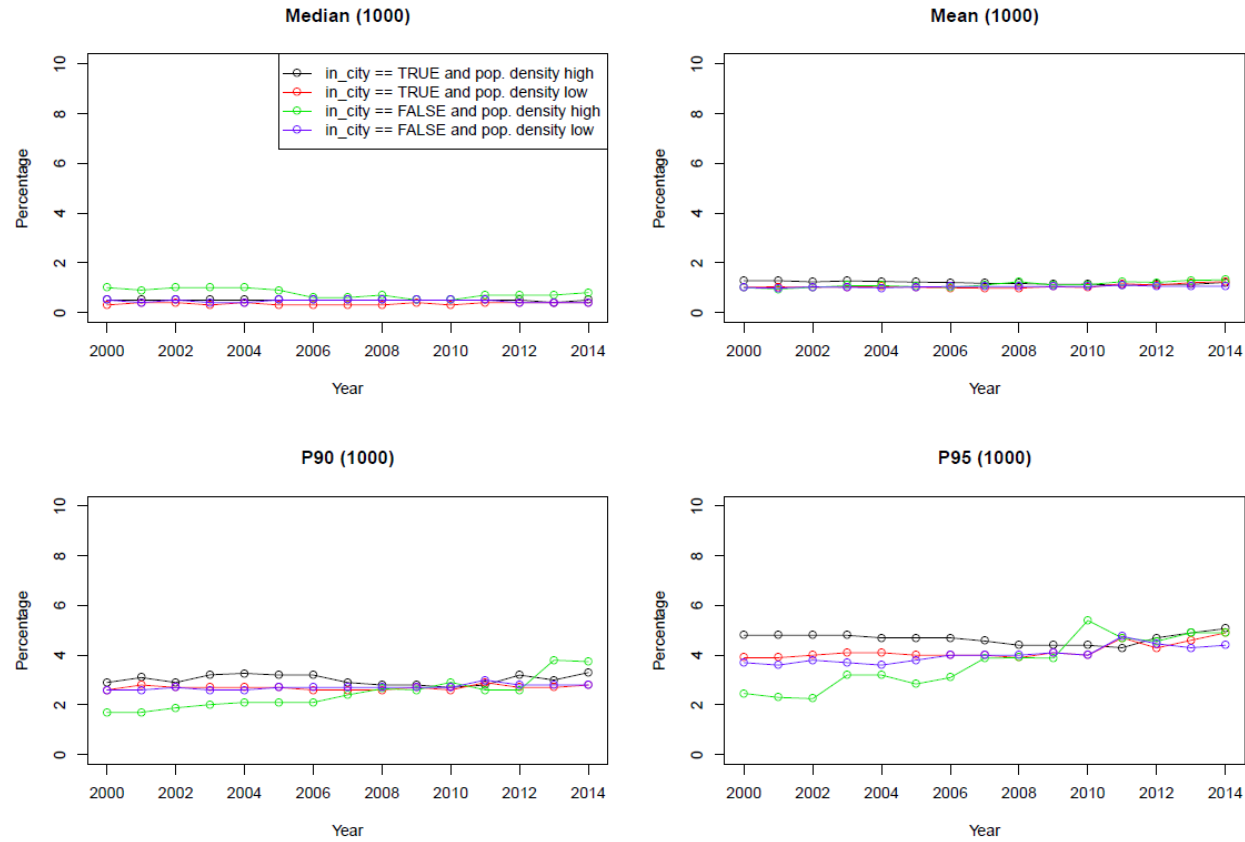 Median (1000)
Percentage
10
8
6
4
2
0
in_city == TRUE and pop. density high
in_city == TRUE and pop. density low
in_city == FALSE and pop. density high
in_city == FALSE and pop. density low
2000 2002 2004 2006 2008 2010 2012 2014
Year
Mean (1000)
Percentage
10
8
6
4
2
0
2000 2002 2004 2006 2008 2010 2012 2014
Year
P90 (1000)
Percentage
10
8
6
4
2
0
2000 2002 2004 2006 2008 2010 2012 2014
Year
P95 (1000)
Percentage
10
8
6
4
2
0
2000 2002 2004 2006 2008 2010 2012 2014
Year